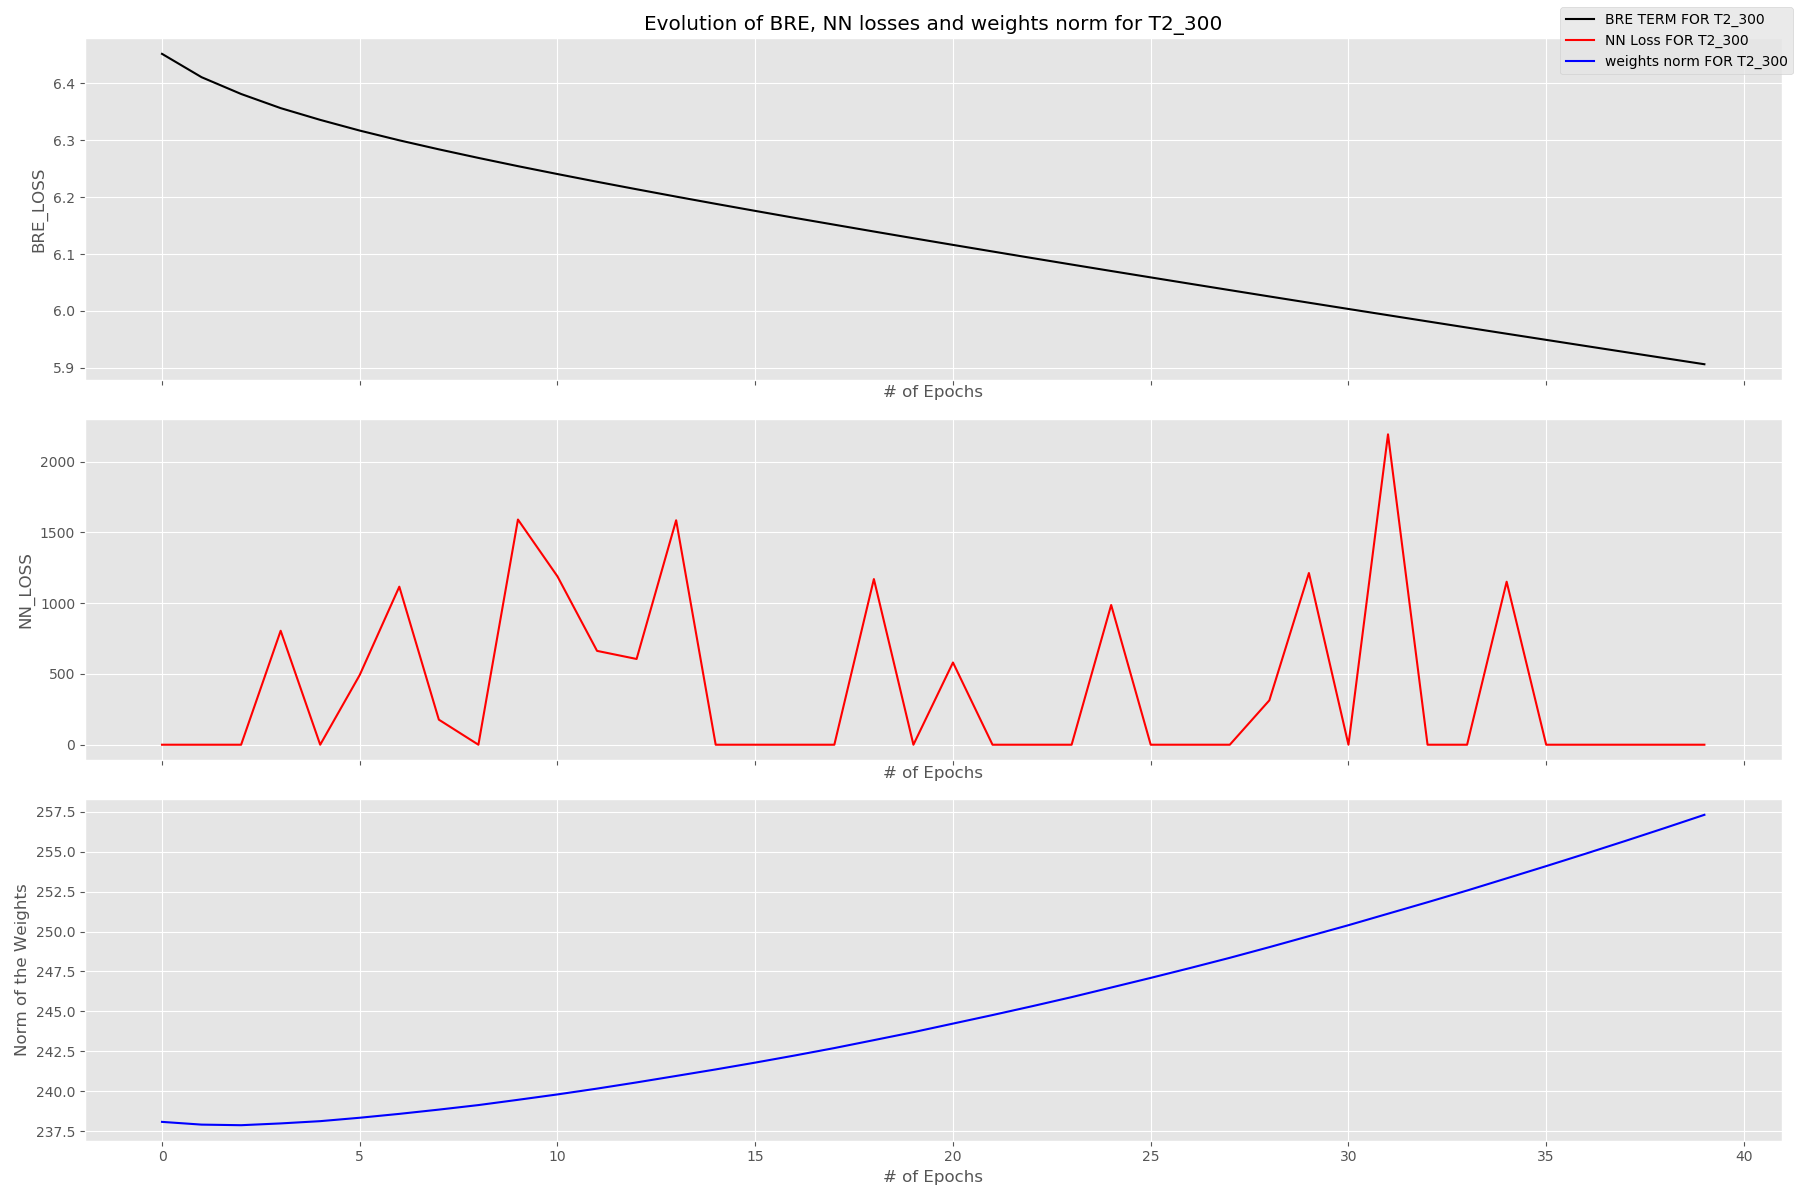 Evolution of BRE, NN losses and weights norm for T2_300
BRE TERM FOR T2_300
NN Loss FOR T2_300
weights norm FOR T2_300
BRE_LOSS
6.4
6.3
6.2
6.1
6.0
5.9
# of Epochs
NN_LOSS
2000
1500
1000
500
0
# of Epochs
Norm of the Weights
257.5
255.0
252.5
250.0
247.5
245.0
242.5
240.0
237.5
0 5 10 15 20 25 30 35 40
# of Epochs